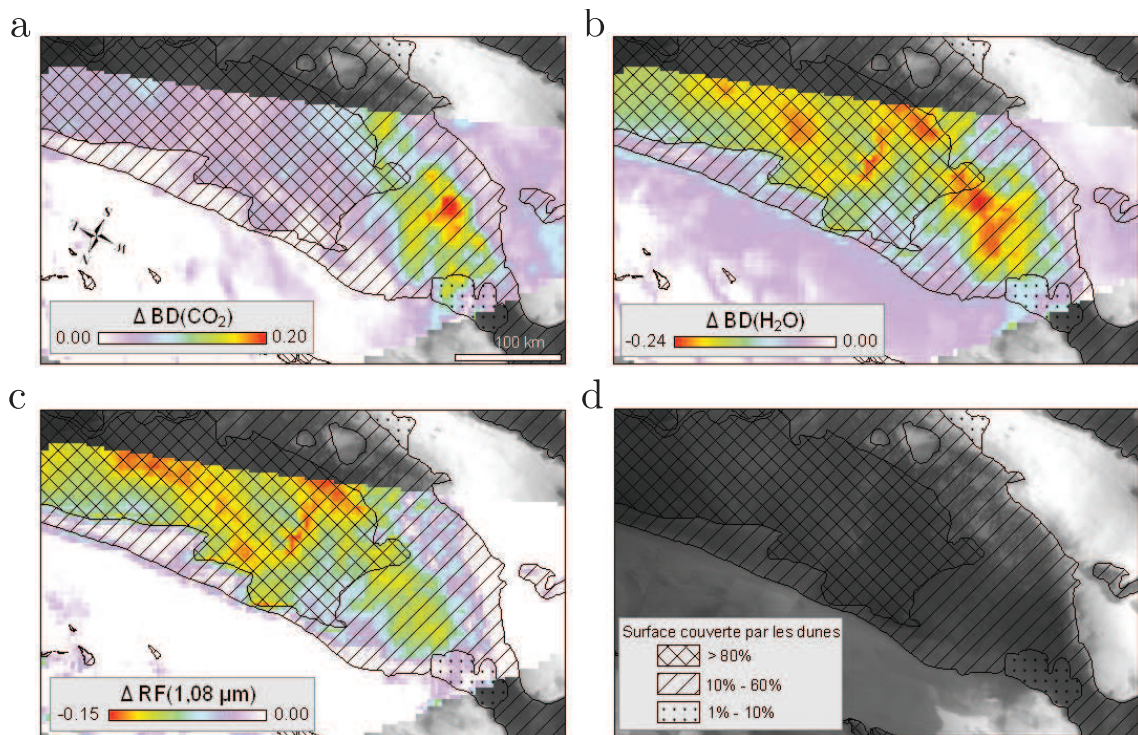 a
b
S
E
W
N
Δ BD(CO₂)
0.00
0.20
100 km
Δ BD(H₂O)
-0.24
0.00
c
d
Δ RF(1,08 μm)
-0.15
0.00
Surface couverte par les dunes
> 80%
10% - 60%
1% - 10%